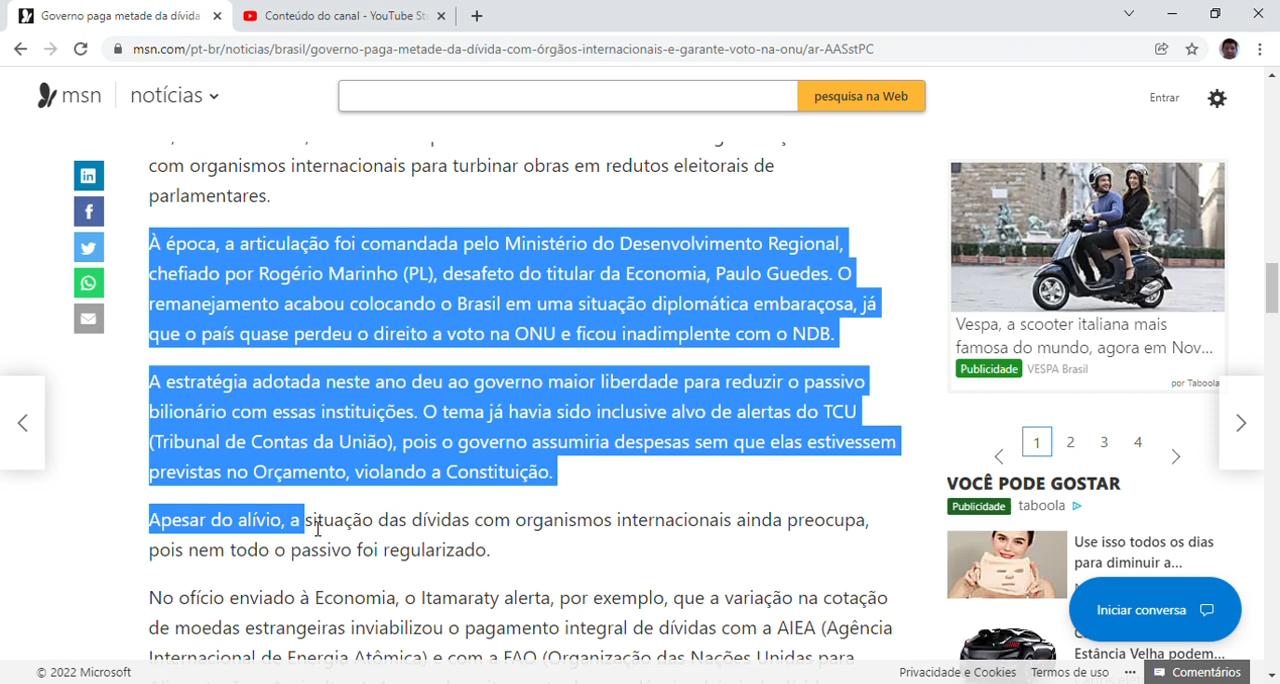 Governo paga metade da dívida
Conteúdo do canal - YouTube St
msn.com/pt-br/noticias/brasil/governo-paga-metade-da-dívida-com-órgãos-internacionais-e-garante-voto-na-onu/ar-AASstPC
msn
notícias
pesquisa na Web
Entrar
com organismos internacionais para turbinar obras em redutos eleitorais de
parlamentares.
À época, a articulação foi comandada pelo Ministério do Desenvolvimento Regional,
chefiado por Rogério Marinho (PL), desafeto do titular da Economia, Paulo Guedes. O
remanejamento acabou colocando o Brasil em uma situação diplomática embaraçosa, já
que o país quase perdeu o direito a voto na ONU e ficou inadimplente com o NDB.
A estratégia adotada neste ano deu ao governo maior liberdade para reduzir o passivo
bilionário com essas instituições. O tema já havia sido inclusive alvo de alertas do TCU
(Tribunal de Contas da União), pois o governo assumiria despesas sem que elas estivessem
previstas no Orçamento, violando a Constituição.
Apesar do alívio, a situação das dívidas com organismos internacionais ainda preocupa,
pois nem todo o passivo foi regularizado.
No ofício enviado à Economia, o Itamaraty alerta, por exemplo, que a variação na cotação
de moedas estrangeiras inviabilizou o pagamento integral de dívidas com a AIEA (Agência
Internacional de Energia Atômica) e com a FAO (Organização das Nações Unidas para
Vespa, a scooter italiana mais
famosa do mundo, agora em Nov...
Publicidade VESPA Brasil
por Taboola
1 2 3 4
VOCÊ PODE GOSTAR
Publicidade taboola
Use isso todos os dias
para diminuir a...
Iniciar conversa
Estância Velha podem...
© 2022 Microsoft
Privacidade e Cookies
Termos de uso
Comentários